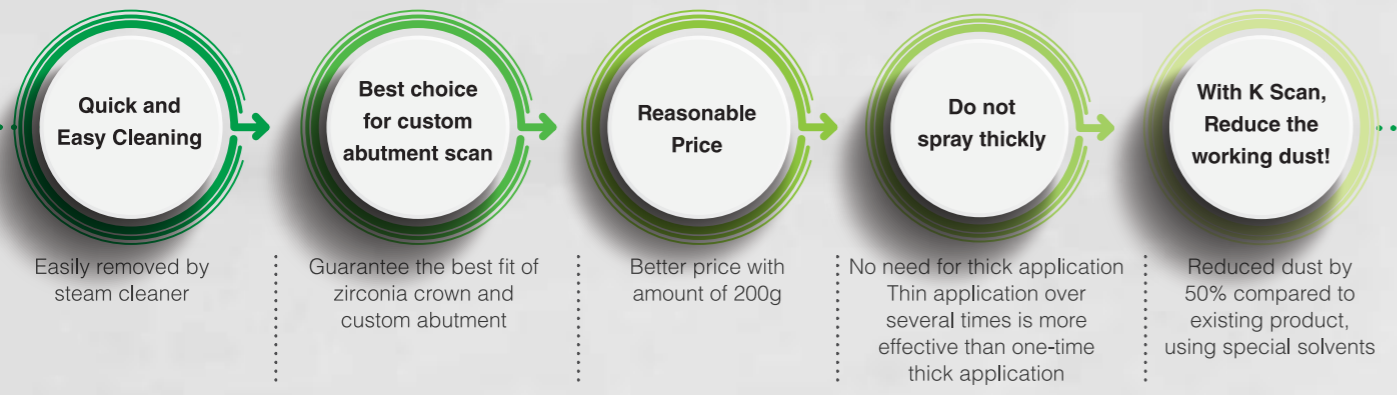 Quick and
Easy Cleaning
Easily removed by
steam cleaner
Best choice
for custom
abutment scan
Guarantee the best fit of
zirconia crown and
custom abutment
Reasonable
Price
Better price with
amount of 200g
Do not
spray thickly
No need for thick application
Thin application over
several times is more
effective than one-time
thick application
With K Scan,
Reduce the
working dust!
Reduced dust by
50% compared to
existing product,
using special solvents